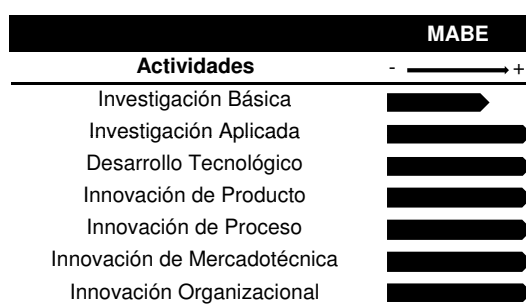 MABE
Actividades - +
Investigación Básica
Investigación Aplicada
Desarrollo Tecnológico
Innovación de Producto
Innovación de Proceso
Innovación de Mercadotécnica
Innovación Organizacional